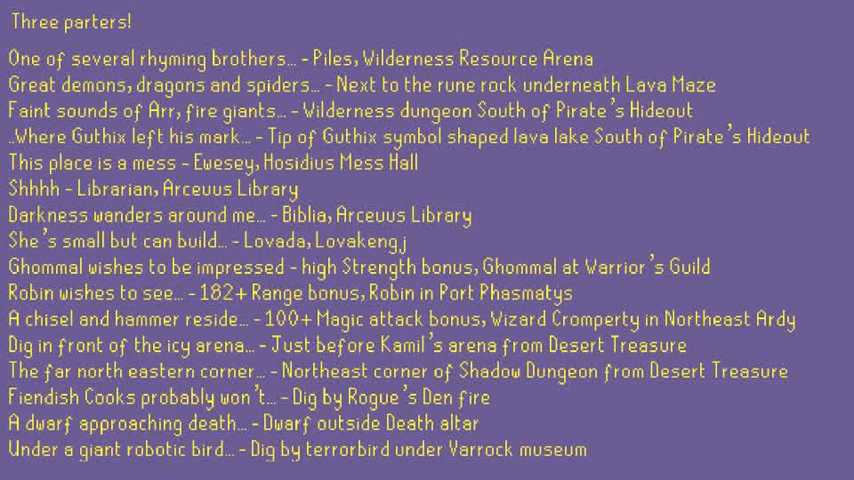 Three parters!
One of several rhyming brothers... - Piles, Wilderness Resource Arena
Great demons, dragons and spiders... - Next to the rune rock underneath Lava Maze
Faint sounds of Arr, fire giants... - Wilderness dungeon South of Pirate's Hideout
..where Guthix left his mark... - Tip of Guthix symbol shaped lava lake South of Pirate's Hideout
This place is a mess - Ewesey, Hosidius Mess Hall
Shhhh - Librarian, Arceuus Library
Darkness wanders around me... - Biblia, Arceuus Library
She's small but can build... - Lovada, Lovakengj
Ghommal wishes to be impressed - high Strength bonus, Ghommal at Warrior's Guild
Robin wishes to see... - 182+ Range bonus, Robin in Port Phasmatys
A chisel and hammer reside... - 100+ Magic attack bonus, Wizard Cromperty in Northeast Ardy
Dig in front of the icy arena... - Just before Kamil's arena from Desert Treasure
The far north eastern corner... - Northeast corner of Shadow Dungeon from Desert Treasure
Fiendish Cooks probably won't... - Dig by Rogue's Den fire
A dwarf approaching death... - Dwarf outside Death altar
Under a giant robotic bird... - Dig by terrorbird under Varrock museum